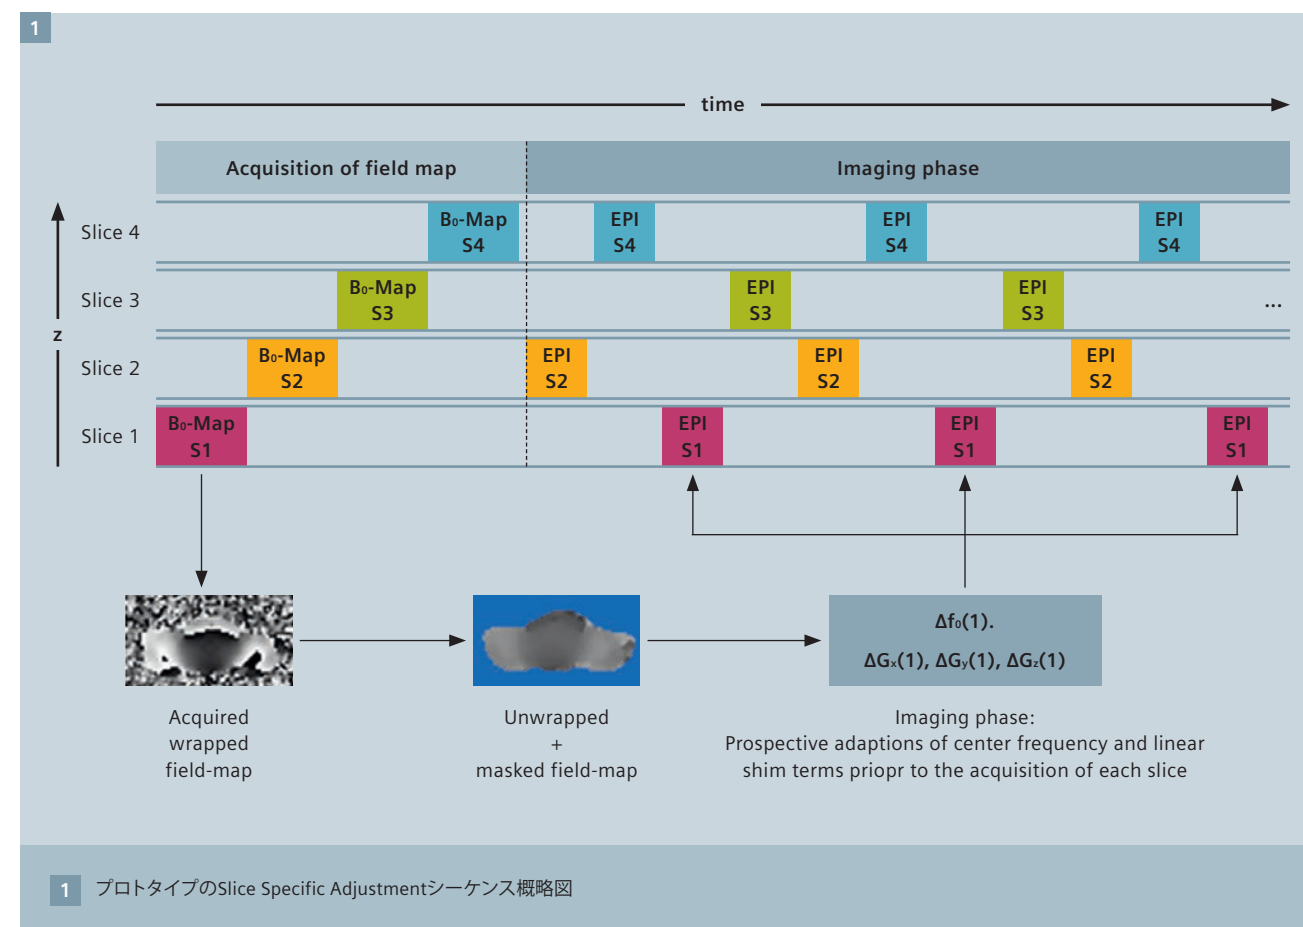 1
time
Acquisition of field map
Imaging phase
z
Slice 4
B₀-Map
S4
EPI
S4
EPI
S4
EPI
S4
Slice 3
B₀-Map
S3
EPI
S3
EPI
S3
...
Slice 2
B₀-Map
S2
EPI
S2
EPI
S2
EPI
S2
Slice 1
B₀-Map
S1
EPI
S1
EPI
S1
EPI
S1
Acquired
wrapped
field-map
Unwrapped
+
masked field-map
Δf₀(1).
ΔGx(1), ΔGy(1), ΔGz(1)
Imaging phase:
Prospective adaptions of center frequency and linear
shim terms priopr to the acquisition of each slice
1 プロトタイプのSlice Specific Adjustmentシーケンス概略図